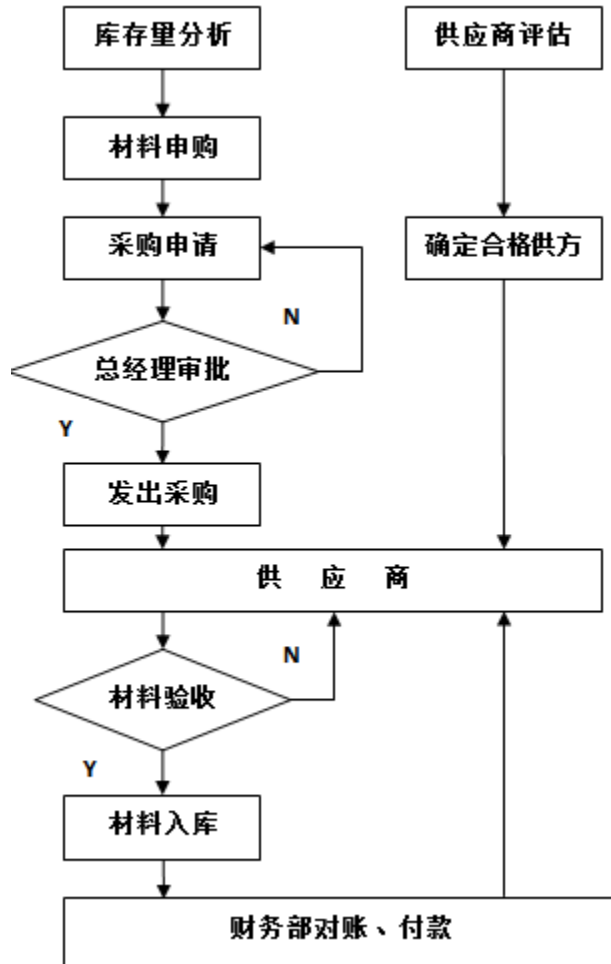 库存量分析
供应商评估
材料申购
采购申请
确定合格供方
N
总经理审批
Y
发出采购
供 应 商
N
材料验收
Y
材料入库
财务部对账、付款